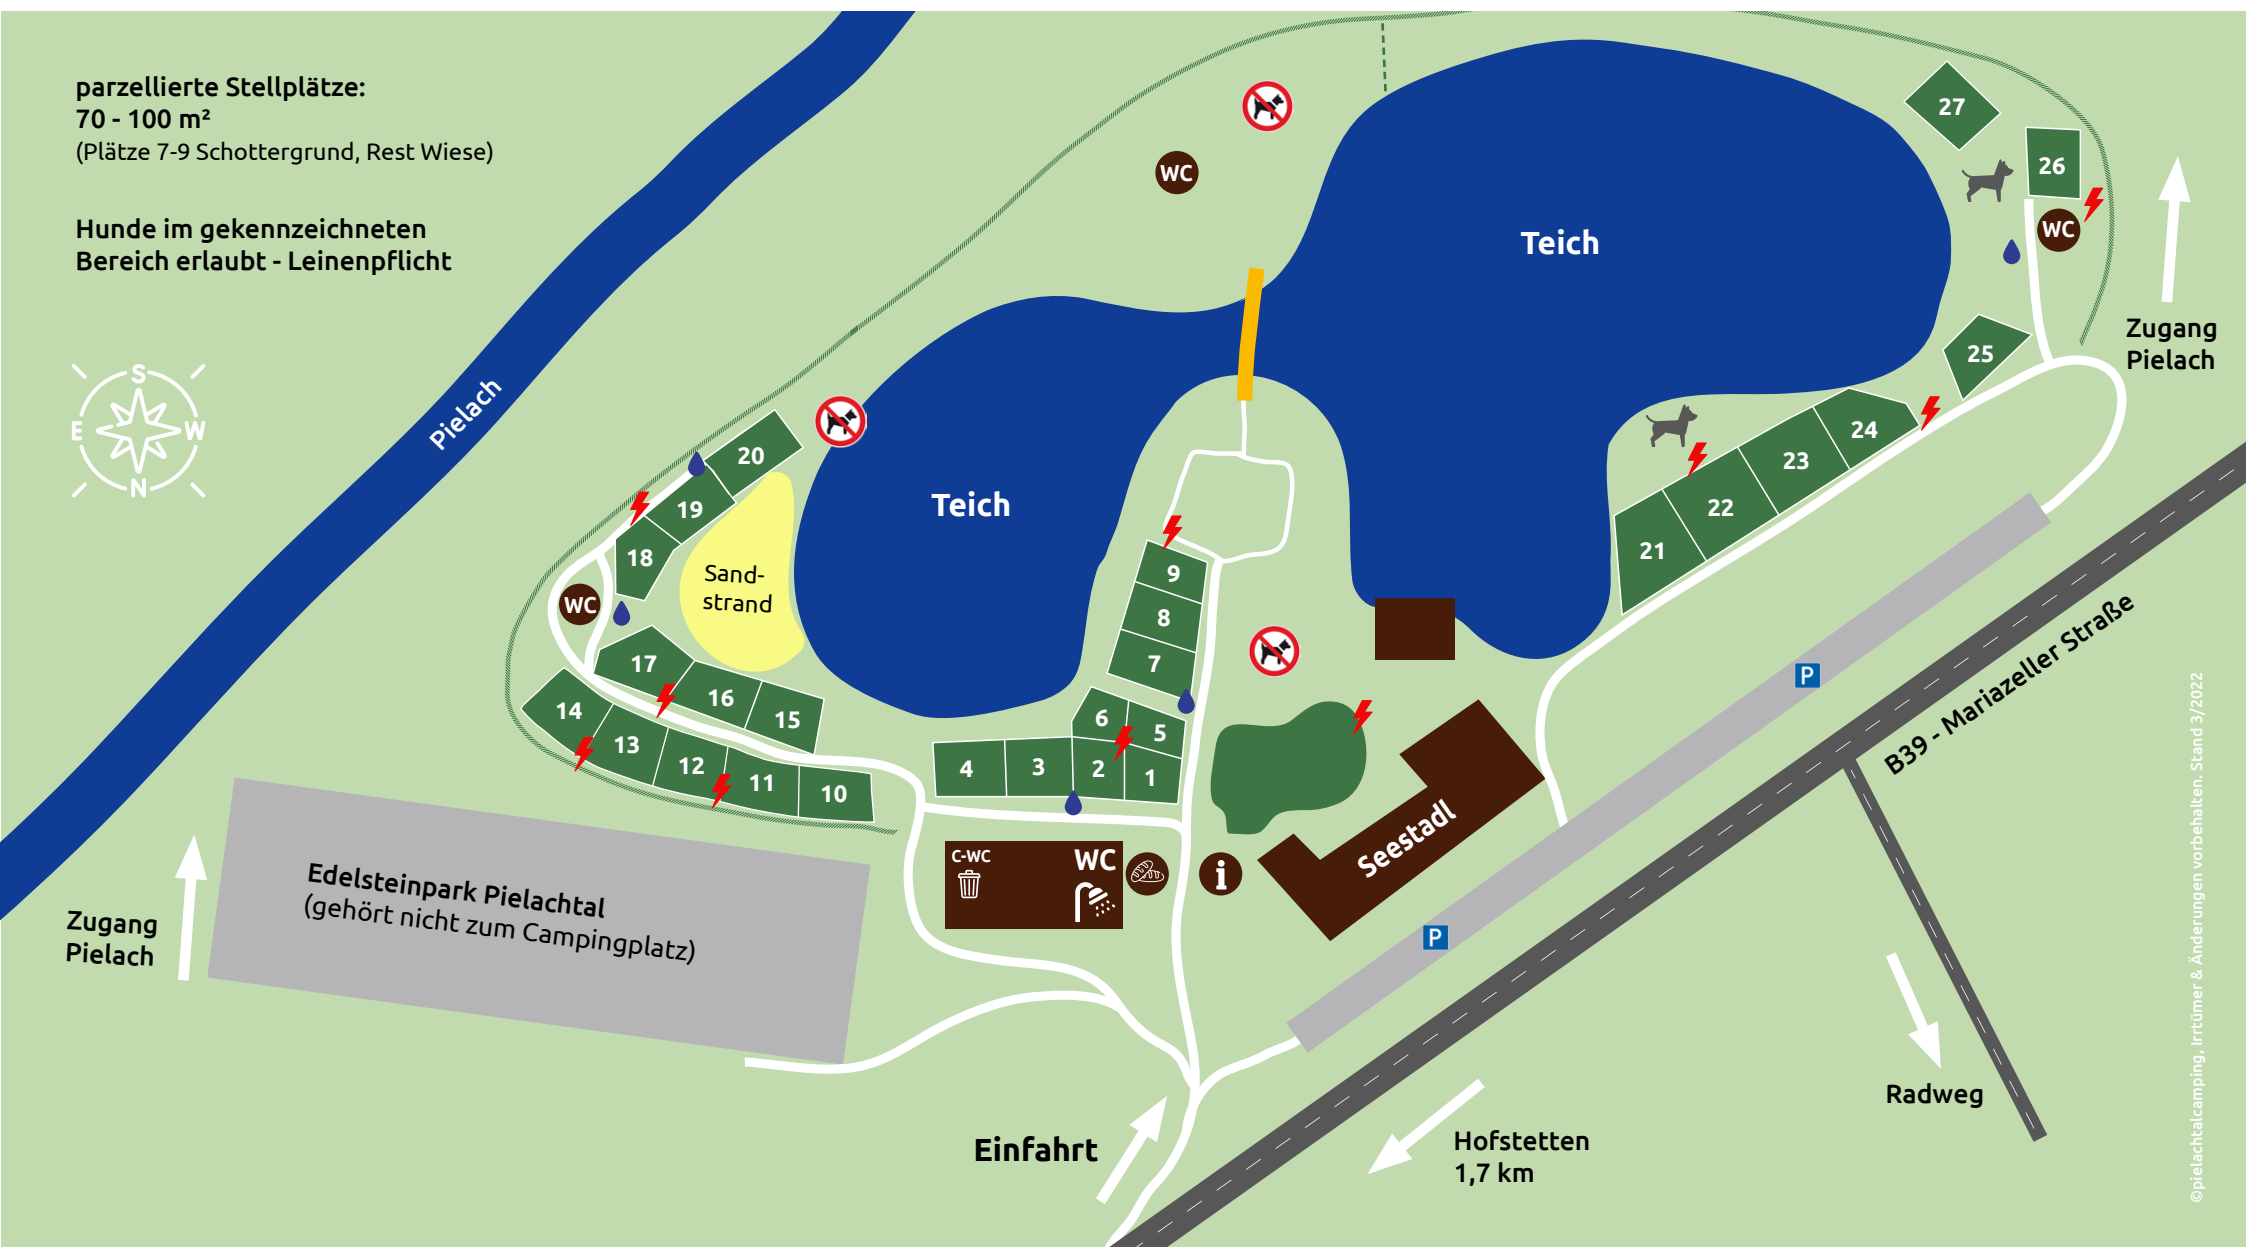 parzellierte Stellplätze:
70 - 100 m²
(Plätze 7-9 Schottergrund, Rest Wiese)
Hunde im gekennzeichneten
Bereich erlaubt - Leinenpflicht
S
E
W
N
Pielach
WC
Teich
27
26
WC
Zugang
Pielach
25
24
23
22
21
20
19
18
WC
Sand-
strand
Teich
17
16
15
14
13
12
11
10
9
8
7
6
5
4
3
2
1
P
B39 - Mariazeller Straße
Seestadl
C-WC
WC
i
P
Edelsteinpark Pielachtal
(gehört nicht zum Campingplatz)
Zugang
Pielach
Einfahrt
Hofstetten
1,7 km
Radweg
©pielachtalcamping, Irrtümer & Änderungen vorbehalten. Stand 3/2022